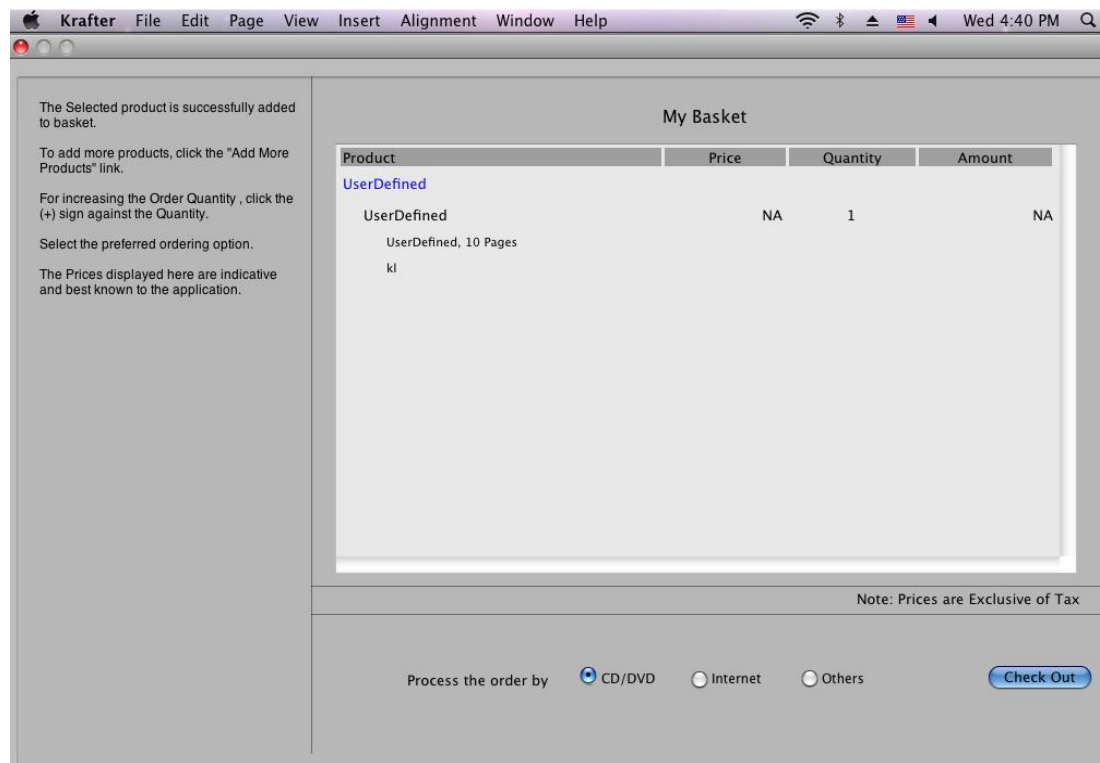 Krafter File Edit Page View Insert Alignment Window Help Wed 4:40 PM
The Selected product is successfully added
to basket.
To add more products, click the "Add More
Products" link.
For increasing the Order Quantity , click the
(+) sign against the Quantity.
Select the preferred ordering option.
The Prices displayed here are indicative
and best known to the application.
My Basket
Product Price Quantity Amount
UserDefined
UserDefined NA 1 NA
UserDefined, 10 Pages
kl
Note: Prices are Exclusive of Tax
Process the order by CD/DVD Internet Others Check Out